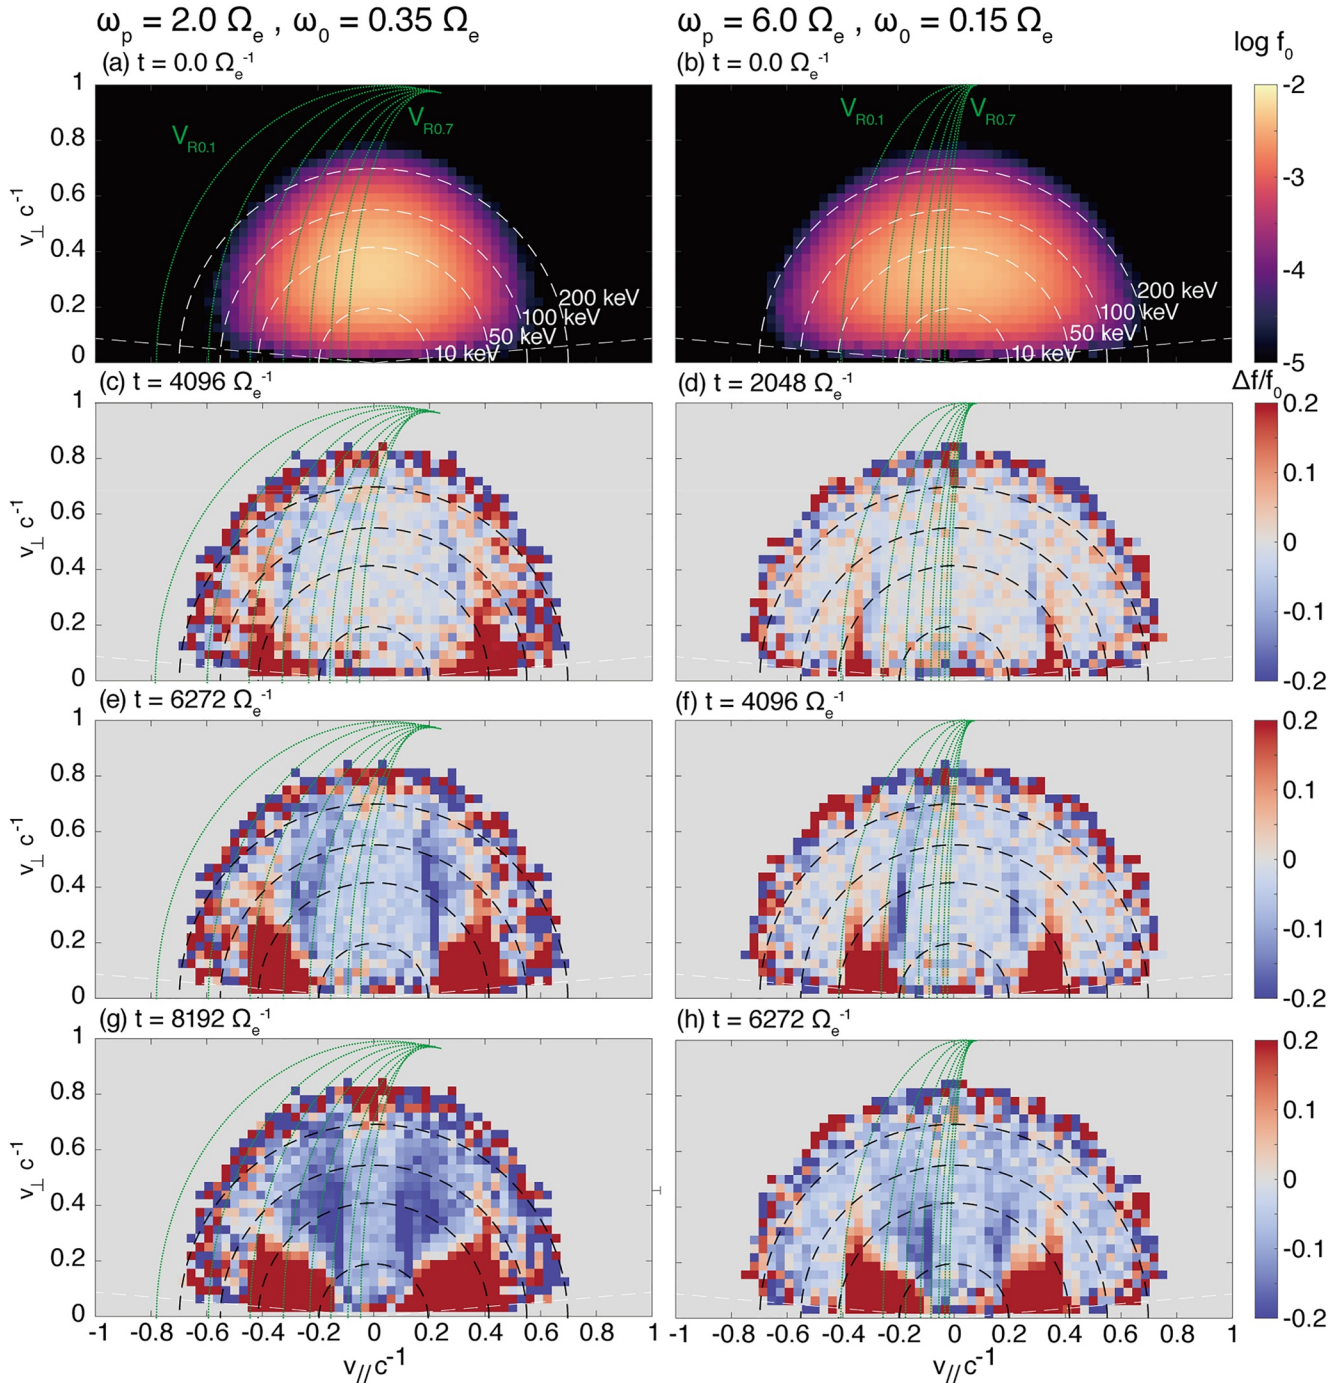 ωp = 2.0 Ωe , ω0 = 0.35 Ωe
ωp = 6.0 Ωe , ω0 = 0.15 Ωe
(a) t = 0.0 Ωe-1
(b) t = 0.0 Ωe-1
log f0
1
0.8
0.6
0.4
0.2
0
v⊥ c-1
VR0.1
VR0.7
200 keV
100 keV
50 keV
10 keV
VR0.1
VR0.7
200 keV
100 keV
50 keV
10 keV
-2
-3
-4
-5
(c) t = 4096 Ωe-1
(d) t = 2048 Ωe-1
Δf/f0
1
0.8
0.6
0.4
0.2
0
v⊥ c-1
0.2
0.1
0
-0.1
-0.2
(e) t = 6272 Ωe-1
(f) t = 4096 Ωe-1
1
0.8
0.6
0.4
0.2
0
v⊥ c-1
0.2
0.1
0
-0.1
-0.2
(g) t = 8192 Ωe-1
(h) t = 6272 Ωe-1
1
0.8
0.6
0.4
0.2
0
v⊥ c-1
⊥
0.2
0.1
0
-0.1
-0.2
-1 -0.8 -0.6 -0.4 -0.2 0 0.2 0.4 0.6 0.8 1
-1 -0.8 -0.6 -0.4 -0.2 0 0.2 0.4 0.6 0.8 1
v// c-1
v// c-1